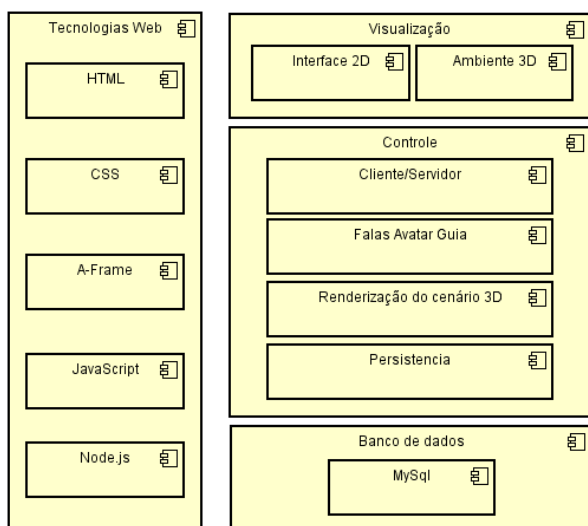 Tecnologias Web
HTML
CSS
A-Frame
JavaScript
Node.js
Visualização
Interface 2D
Ambiente 3D
Controle
Cliente/Servidor
Falas Avatar Guia
Renderização do cenário 3D
Persistencia
Banco de dados
MySql